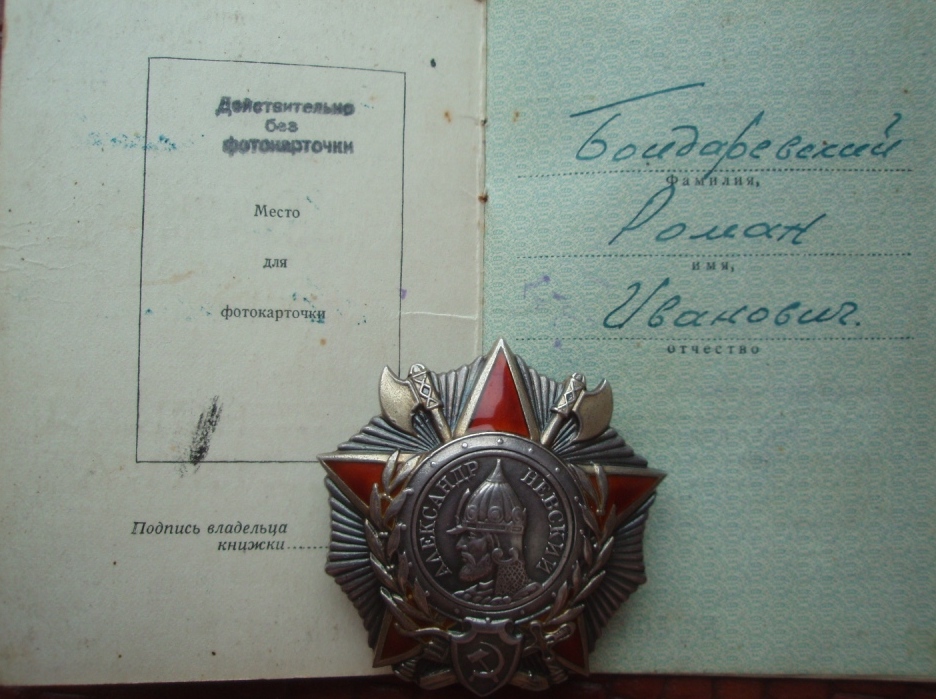 Действительно
без
фотокарточки
Место
для
фотокарточки
Подпись владельца
книжки
Бондаревский
фамилия,
Роман
имя,
Иванович.
отчество
АЛЕКСАНДР НЕВСКИЙ